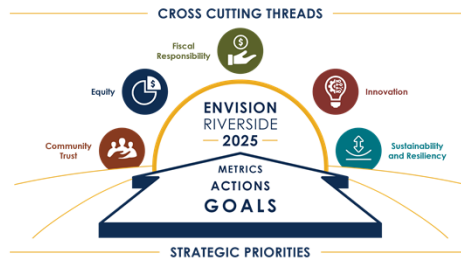 CROSS CUTTING THREADS
Fiscal
Responsibility
$
Equity
$
Innovation
ENVISION
RIVERSIDE
2025
Community
Trust
Sustainability
and Resiliency
METRICS
ACTIONS
GOALS
STRATEGIC PRIORITIES